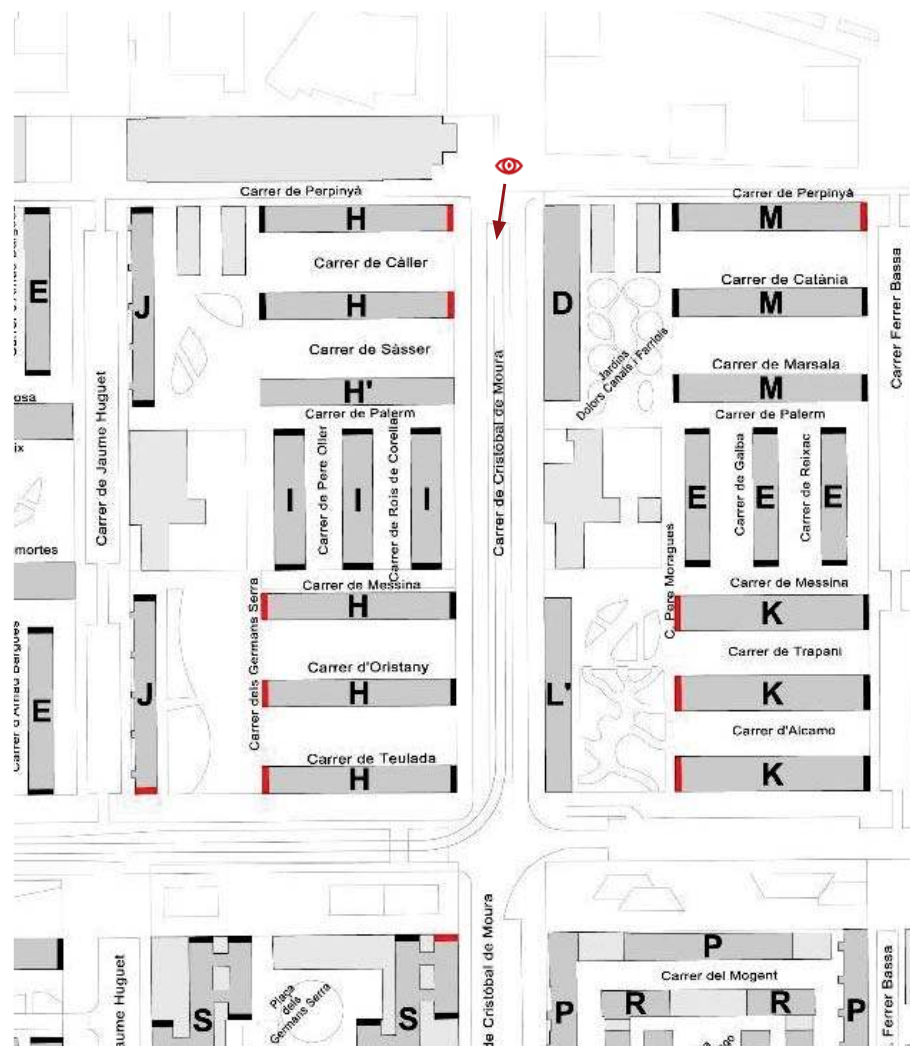 Carrer de Perpinyà
Carrer de Perpinyà
H
M
Carrer de Càller
Carrer de Catània
E
J
H
D
M
Carrer Ferrer Bassa
Carrer de Sàsser
Carrer de Marsala
Jardins
Dolors Canals i Farriols
H'
M
osa
Carrer de Palerm
Carrer de Palerm
ix
Carrer de Jaume Huguet
Carrer de Pere Oller
Carrer de Rois de Corella
Carrer de Cristòbal de Moura
Carrer de Galba
Carrer de Reixac
I
I
I
E
E
E
mortes
Carrer de Messina
C. Pere Moragues
Carrer de Messina
H
K
Carrer dels Germans Serra
Carrer d'Oristany
Carrer de Trapani
E
J
H
L'
K
Carrer d'Alcamo
Carrer de Teulada
H
K
P
de Cristòbal de Moura
Carrer del Mogent
aume Huguet
S
Plaça
dels
Germans Serra
S
P
R
R
P
Ferrer Bassa